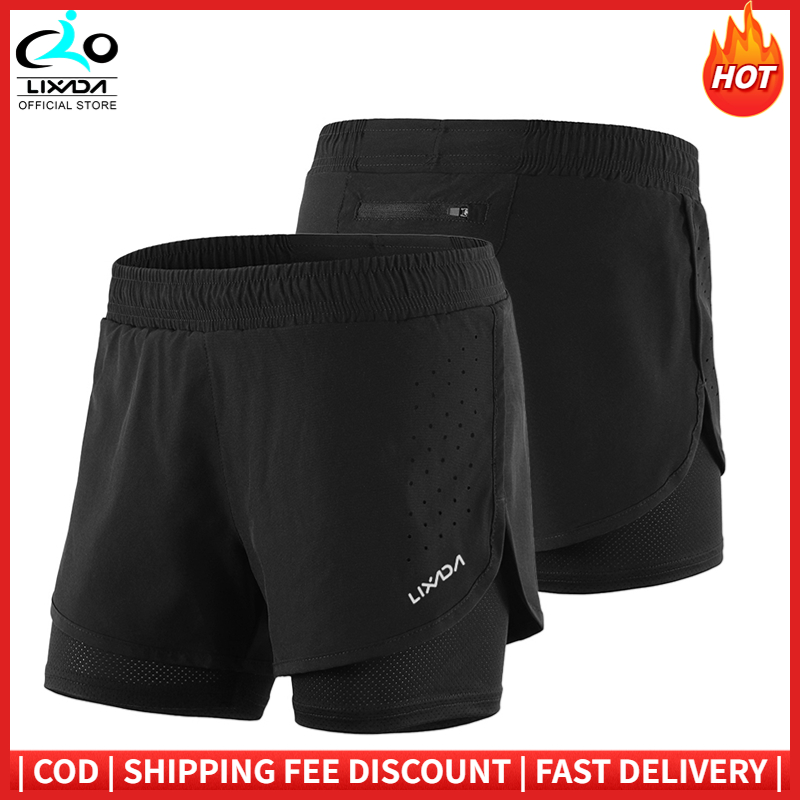 LIXADA
OFFICIAL STORE
HOT
LIXADA
| COD | SHIPPING FEE DISCOUNT | FAST DELIVERY |